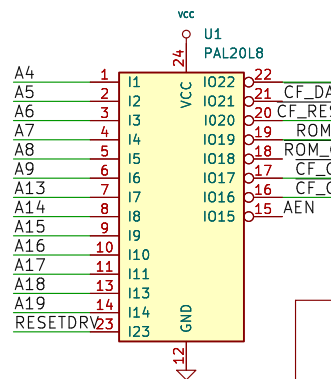 vcc
U1
PAL20L8
24
A4 1 I1 VCC IO22 22
A5 2 I2 IO21 21 CF_DA
A6 3 I3 IO20 20 CF_RES
A7 4 I4 IO19 19 ROM
A8 5 I5 IO18 18 ROM_
A9 6 I6 IO17 17 CF_
A13 7 I7 IO16 16 CF_
A14 8 I8 IO15 15 AEN
A15 9 I9
A16 10 I10
A17 11 I11
A18 13 I13
A19 14 I14
RESETDRV 23 I23
GND
12